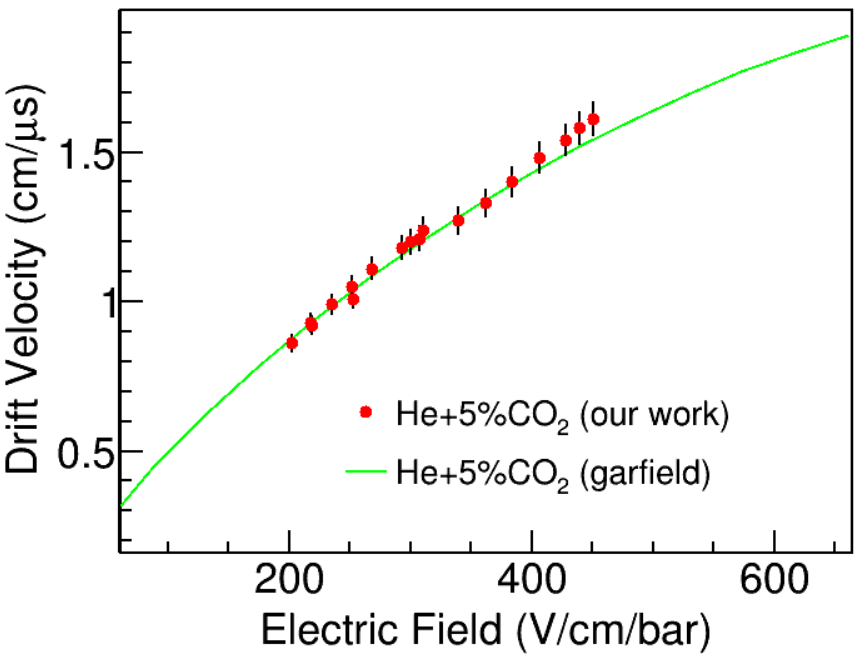 Drift Velocity (cm/μs)
1.5
1
0.5
He+5%CO₂ (our work)
He+5%CO₂ (garfield)
200 400 600
Electric Field (V/cm/bar)